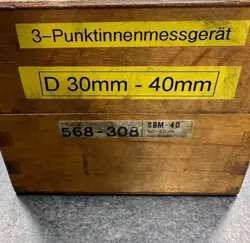 3-Punktinnenmessgerät
D 30mm - 40mm
568-308
SBM-40